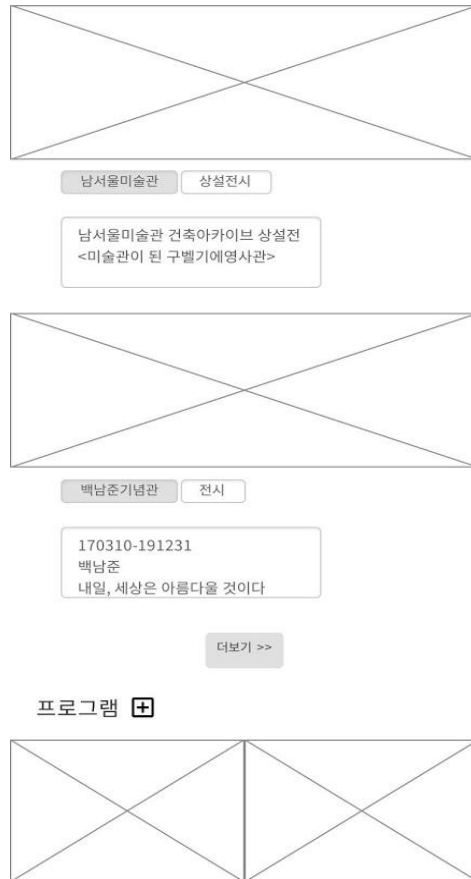 남서울미술관 상설전시
남서울미술관 건축아카이브 상설전
<미술관이 된 구벨기에영사관>
백남준기념관 전시
170310-191231
백남준
내일, 세상은 아름다울 것이다
더보기 >>
프로그램